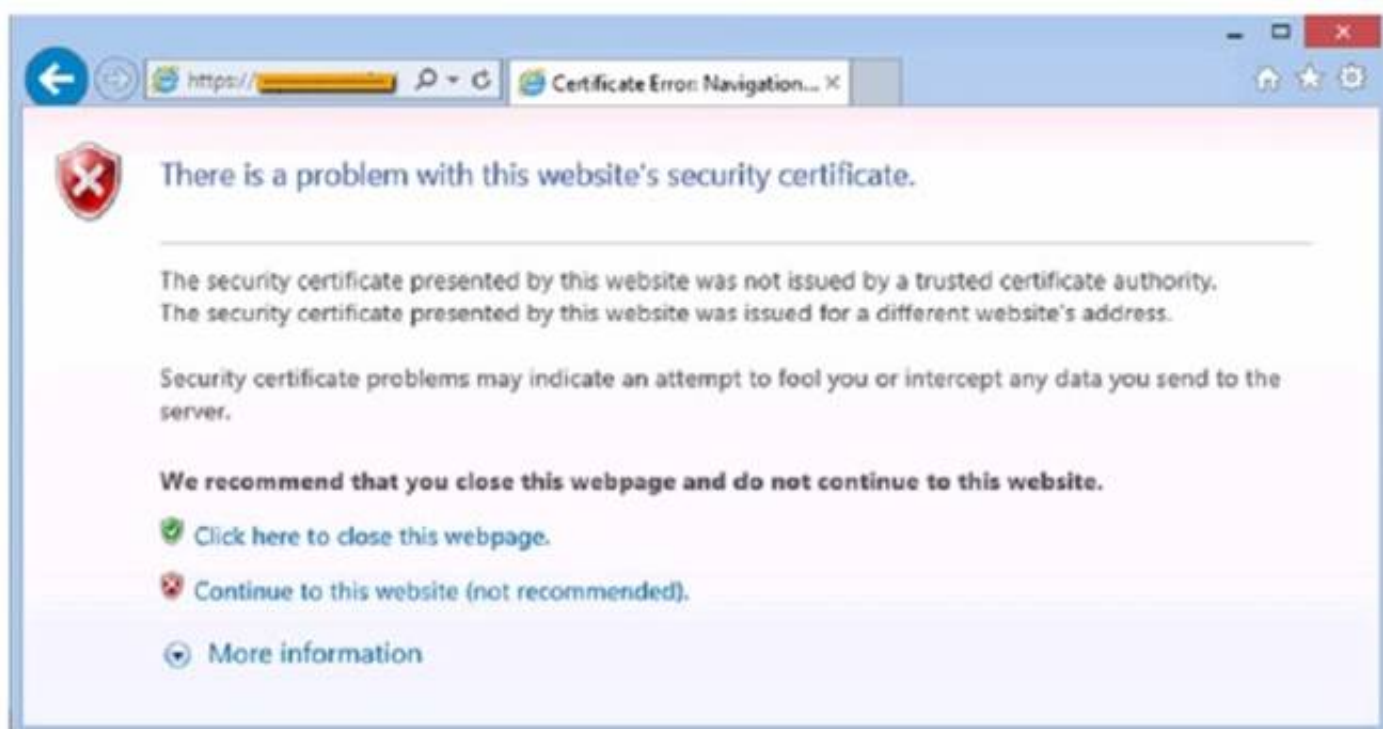 https://
Certificate Error: Navigation...
There is a problem with this website's security certificate.
The security certificate presented by this website was not issued by a trusted certificate authority.
The security certificate presented by this website was issued for a different website's address.
Security certificate problems may indicate an attempt to fool you or intercept any data you send to the
server.
We recommend that you close this webpage and do not continue to this website.
Click here to close this webpage.
Continue to this website (not recommended).
More information